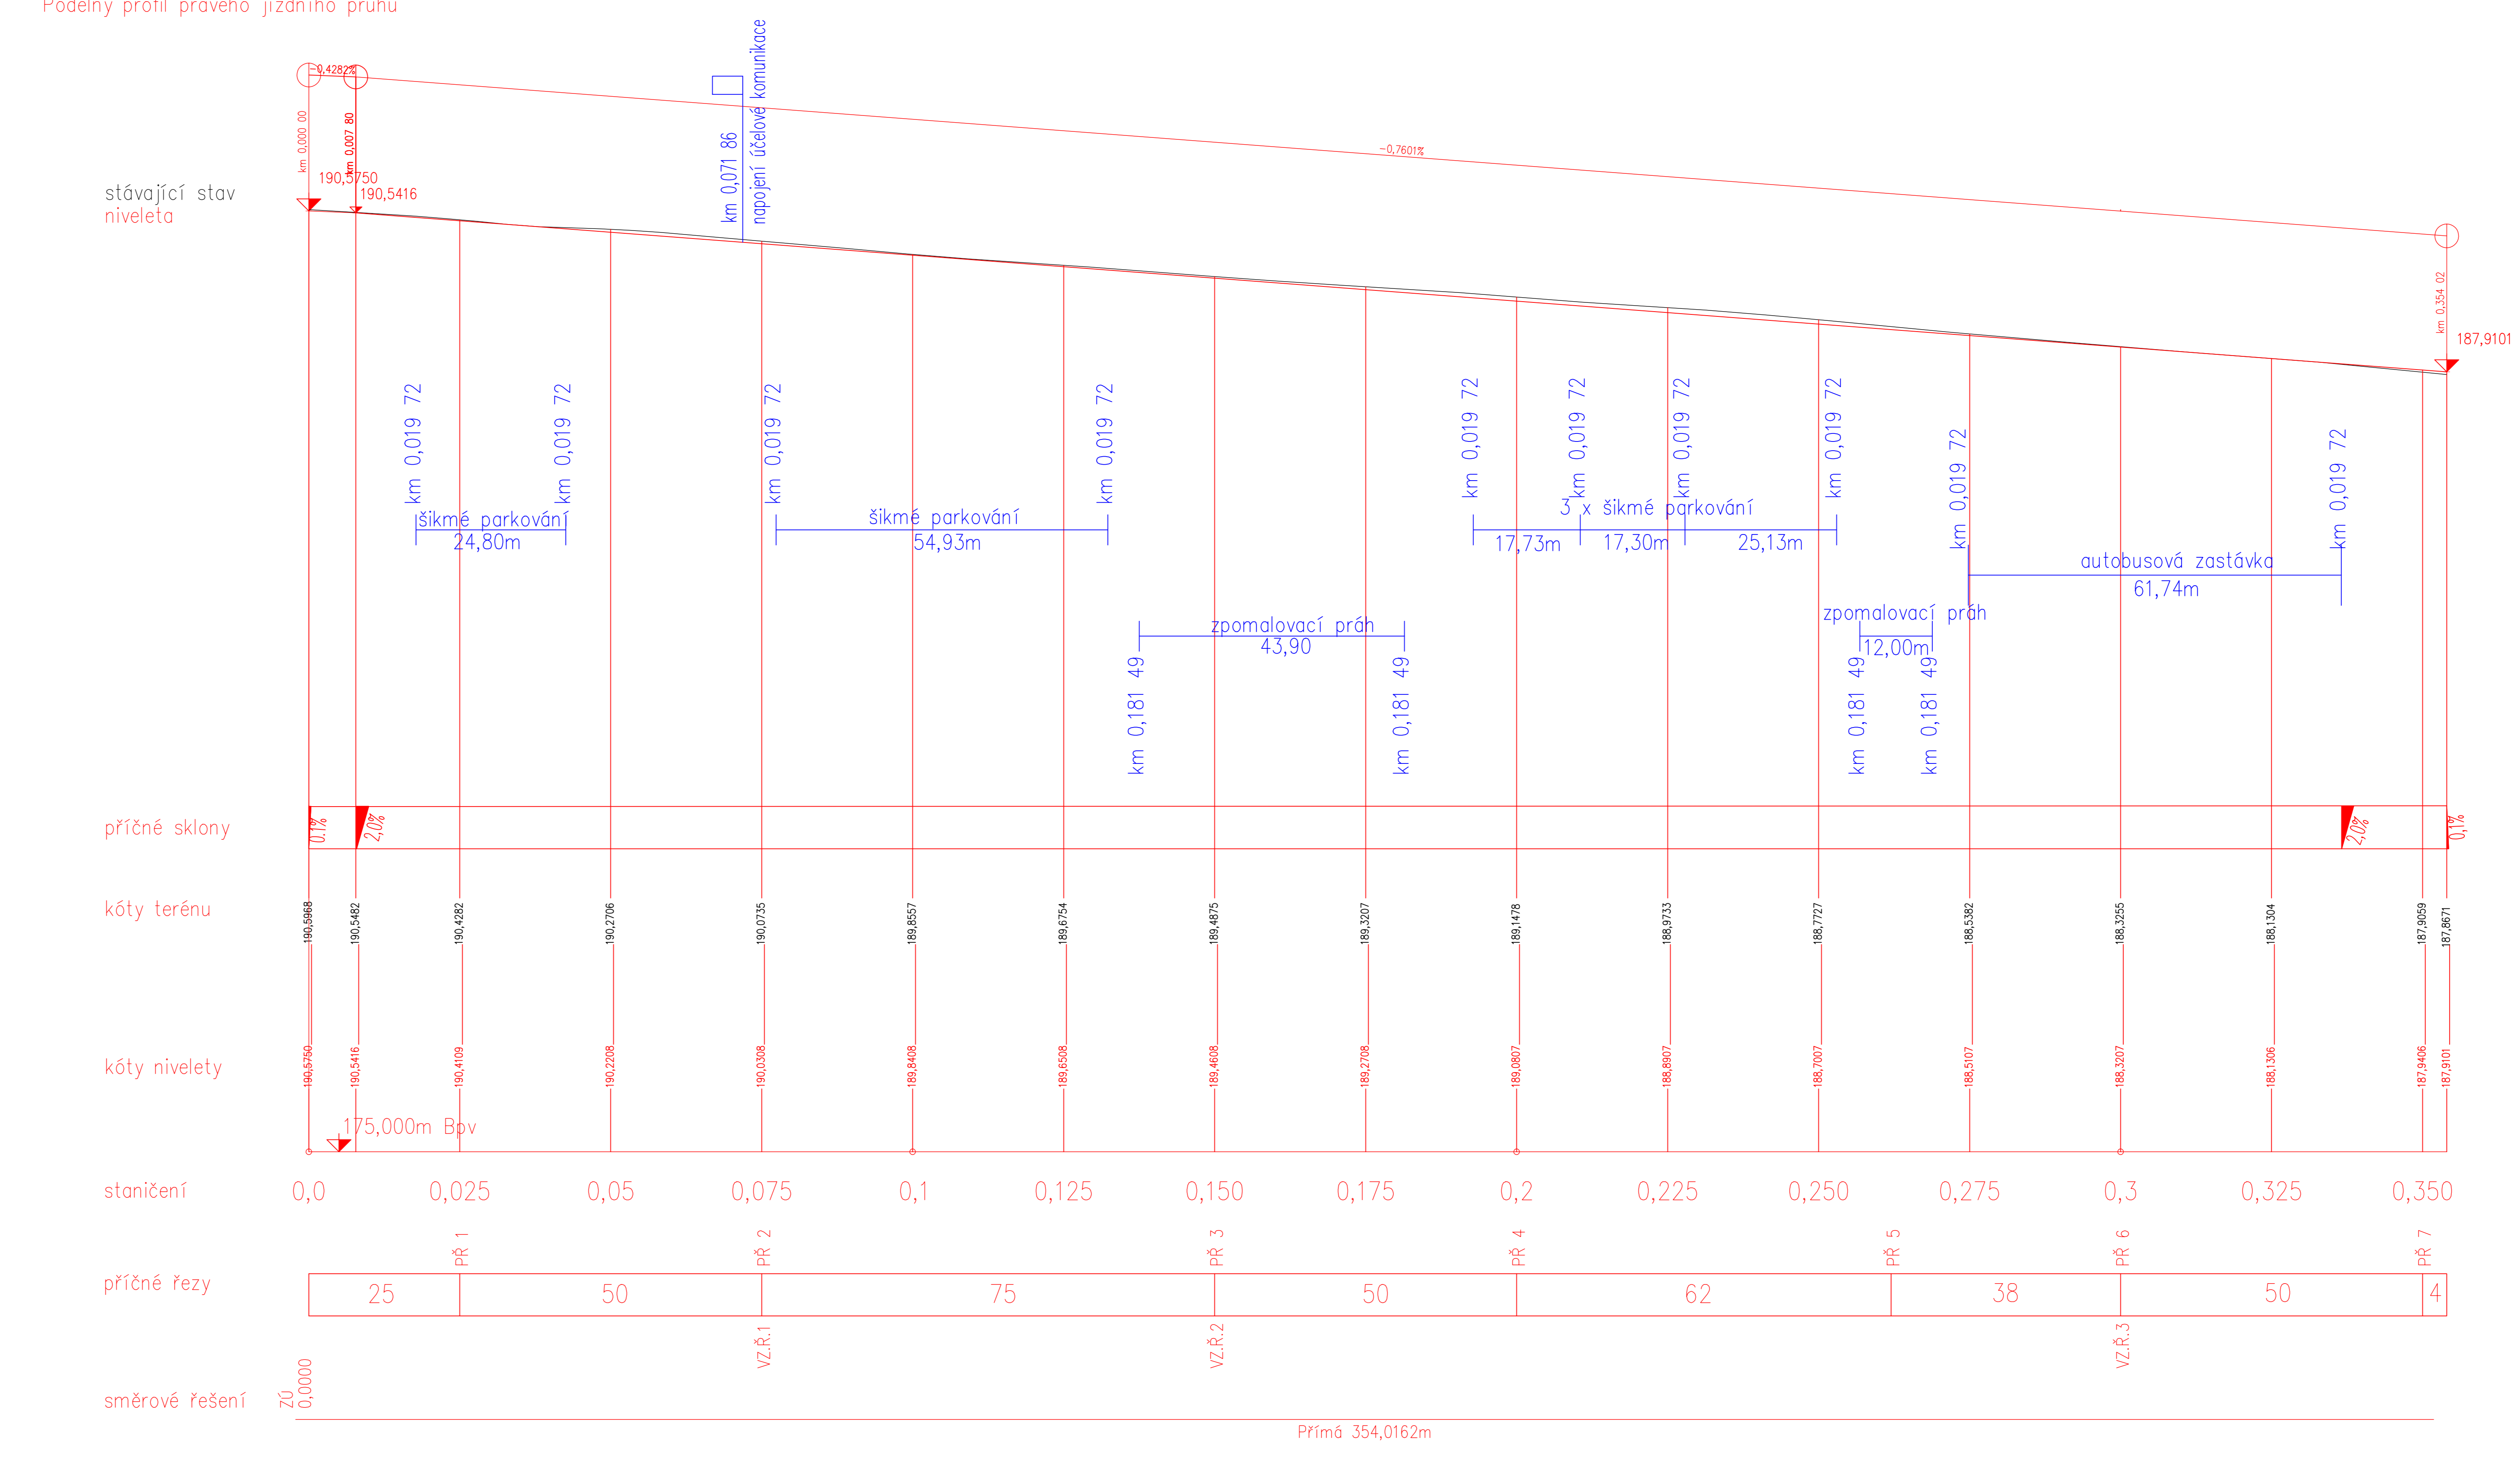 Podélný profil pravého jízdního pruhu
-0,4282%
-0,7601%
km 0,000 00
km 0,007 80
km 0,071 86
napojení účelové komunikace
km 0,354 02
190,5750
190,5416
187,9101
stávající stav
niveleta
km 0,019 72
km 0,019 72
km 0,019 72
km 0,019 72
km 0,019 72
km 0,019 72
km 0,019 72
km 0,019 72
km 0,019 72
km 0,019 72
šikmé parkování
24,80m
šikmé parkování
54,93m
3 x šikmé parkování
17,73m
17,30m
25,13m
autobusová zastávka
61,74m
zpomalovací práh
43,90
zpomalovací práh
12,00m
km 0,181 49
km 0,181 49
km 0,181 49
km 0,181 49
příčné sklony
0.1%
2,0%
2,0%
0,1%
kóty terénu
190,5968
190,5482
190,4282
190,2706
190,0735
189,8557
189,6754
189,4875
189,3207
189,1478
188,9733
188,7727
188,5382
188,3255
188,1304
187,9059
187,8671
kóty nivelety
190,5750
190,5416
190,4109
190,2208
190,0308
189,8408
189,6508
189,4608
189,2708
189,0807
188,8907
188,7007
188,5107
188,3207
188,1306
187,9406
187,9101
175,000m Bpv
staničení
0,0
0,025
0,05
0,075
0,1
0,125
0,150
0,175
0,2
0,225
0,250
0,275
0,3
0,325
0,350
PŘ 1
PŘ 2
PŘ 3
PŘ 4
PŘ 5
PŘ 6
PŘ 7
příčné řezy
25
50
75
50
62
38
50
4
VZ.Ř.1
VZ.Ř.2
VZ.Ř.3
směrové řešení
ZÚ
0,0000
Přímá 354,0162m